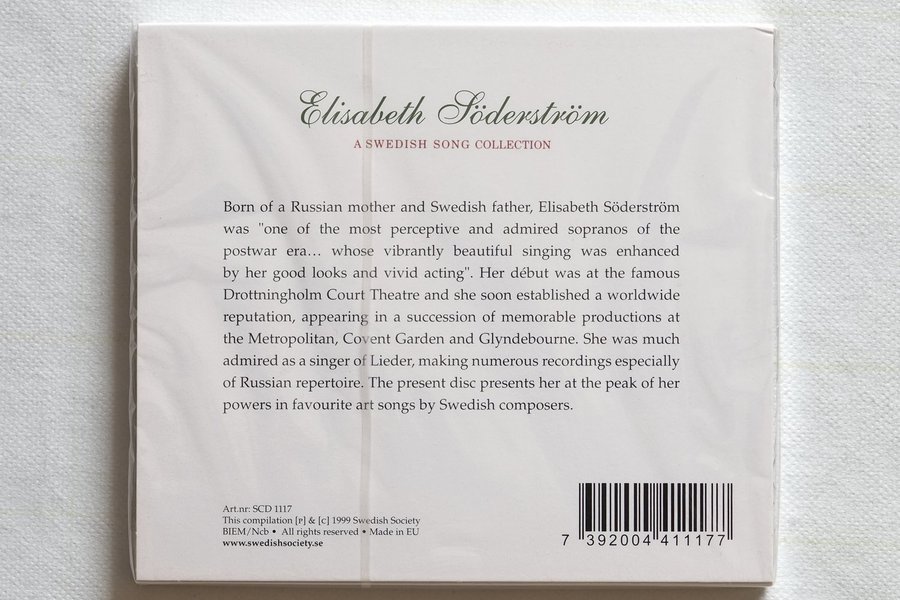 Elisabeth Söderström
A SWEDISH SONG COLLECTION
Born of a Russian mother and Swedish father, Elisabeth Söderström
was "one of the most perceptive and admired sopranos of the
postwar era… whose vibrantly beautiful singing was enhanced
by her good looks and vivid acting". Her début was at the famous
Drottningholm Court Theatre and she soon established a worldwide
reputation, appearing in a succession of memorable productions at
the Metropolitan, Covent Garden and Glyndebourne. She was much
admired as a singer of Lieder, making numerous recordings especially
of Russian repertoire. The present disc presents her at the peak of her
powers in favourite art songs by Swedish composers.
Art.nr: SCD 1117
This compilation [P] & [C] 1999 Swedish Society
BIEM/Ncb • All rights reserved • Made in EU
www.swedishsociety.se
7 392004 411177